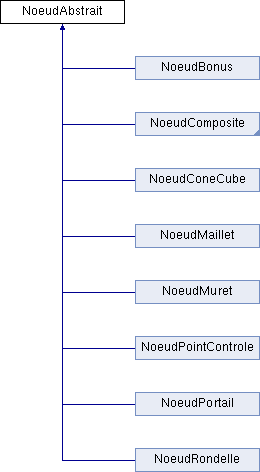 NoeudAbstrait
NoeudBonus
NoeudComposite
NoeudConeCube
NoeudMaillet
NoeudMuret
NoeudPointControle
NoeudPortail
NoeudRondelle